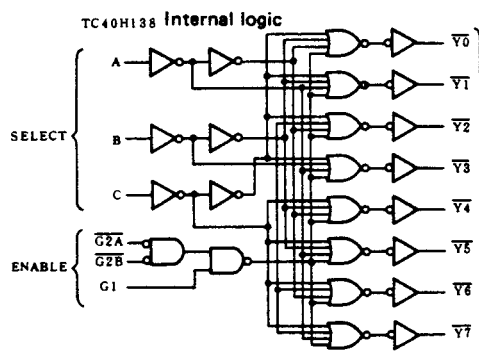 TC40H138 Internal logic
A
B
C
SELECT
G2A
G2B
G1
ENABLE
Y0
Y1
Y2
Y3
Y4
Y5
Y6
Y7